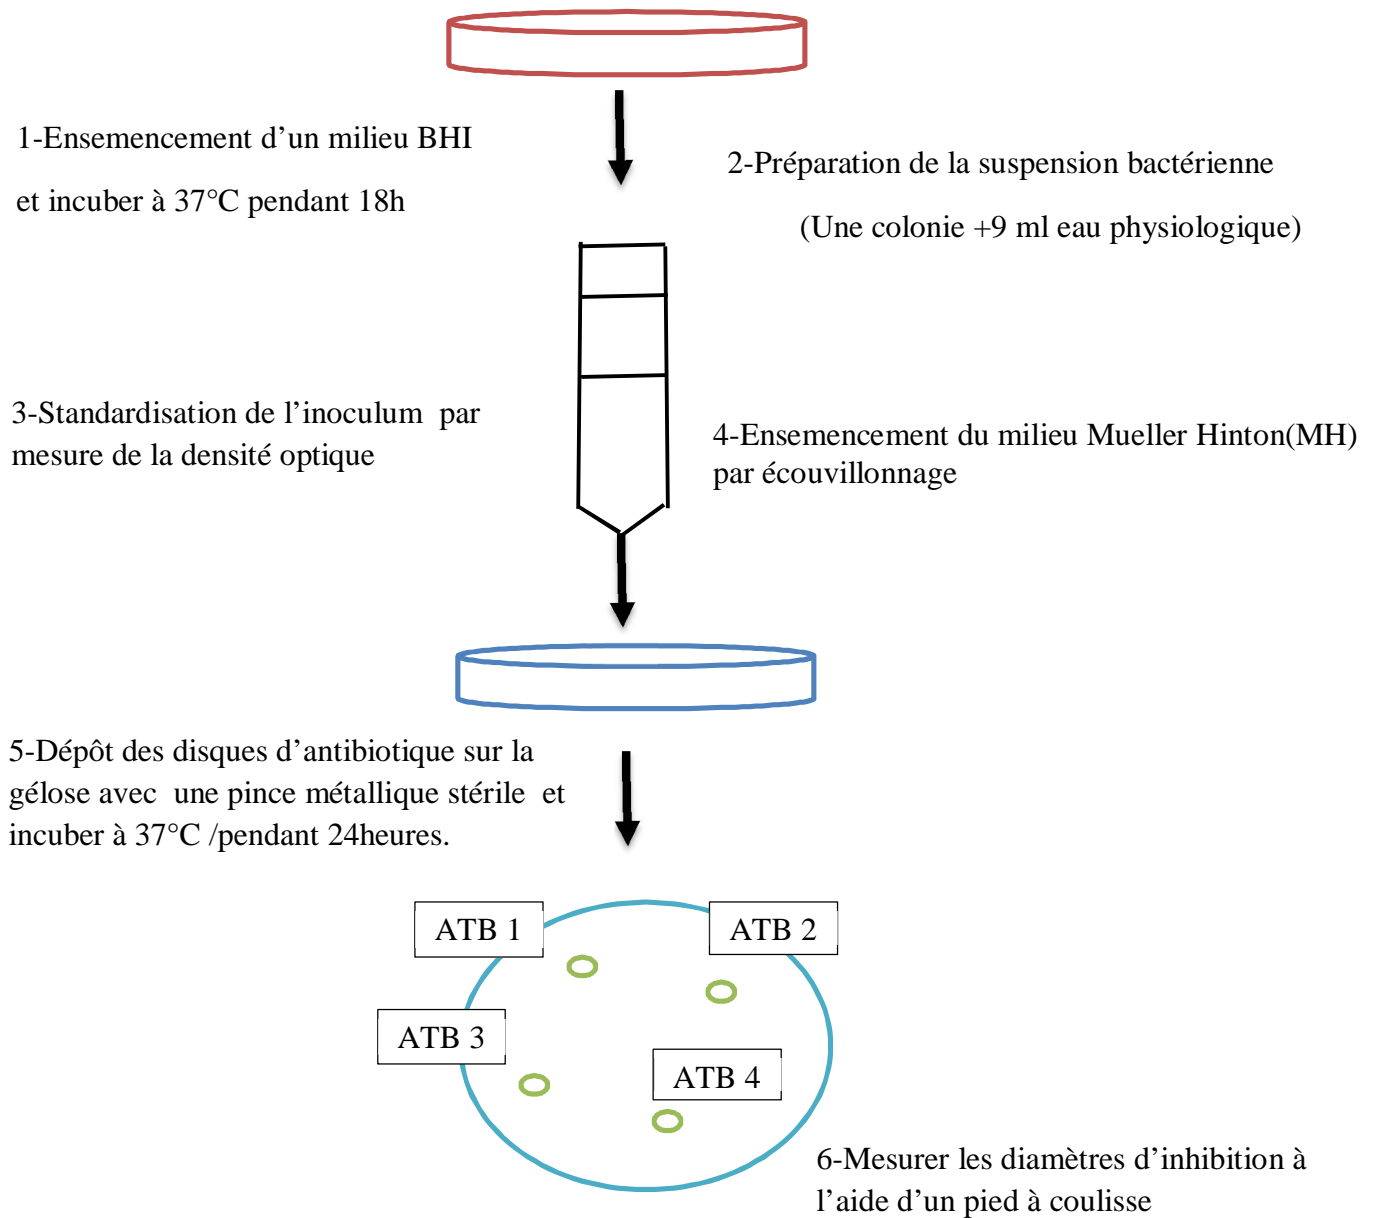 1-Ensemencement d’un milieu BHI
et incuber à 37°C pendant 18h
2-Préparation de la suspension bactérienne
(Une colonie +9 ml eau physiologique)
3-Standardisation de l’inoculum par
mesure de la densité optique
4-Ensemencement du milieu Mueller Hinton(MH)
par écouvillonnage
5-Dépôt des disques d’antibiotique sur la
gélose avec une pince métallique stérile et
incuber à 37°C /pendant 24heures.
ATB 1
ATB 2
ATB 3
ATB 4
6-Mesurer les diamètres d’inhibition à
l’aide d’un pied à coulisse